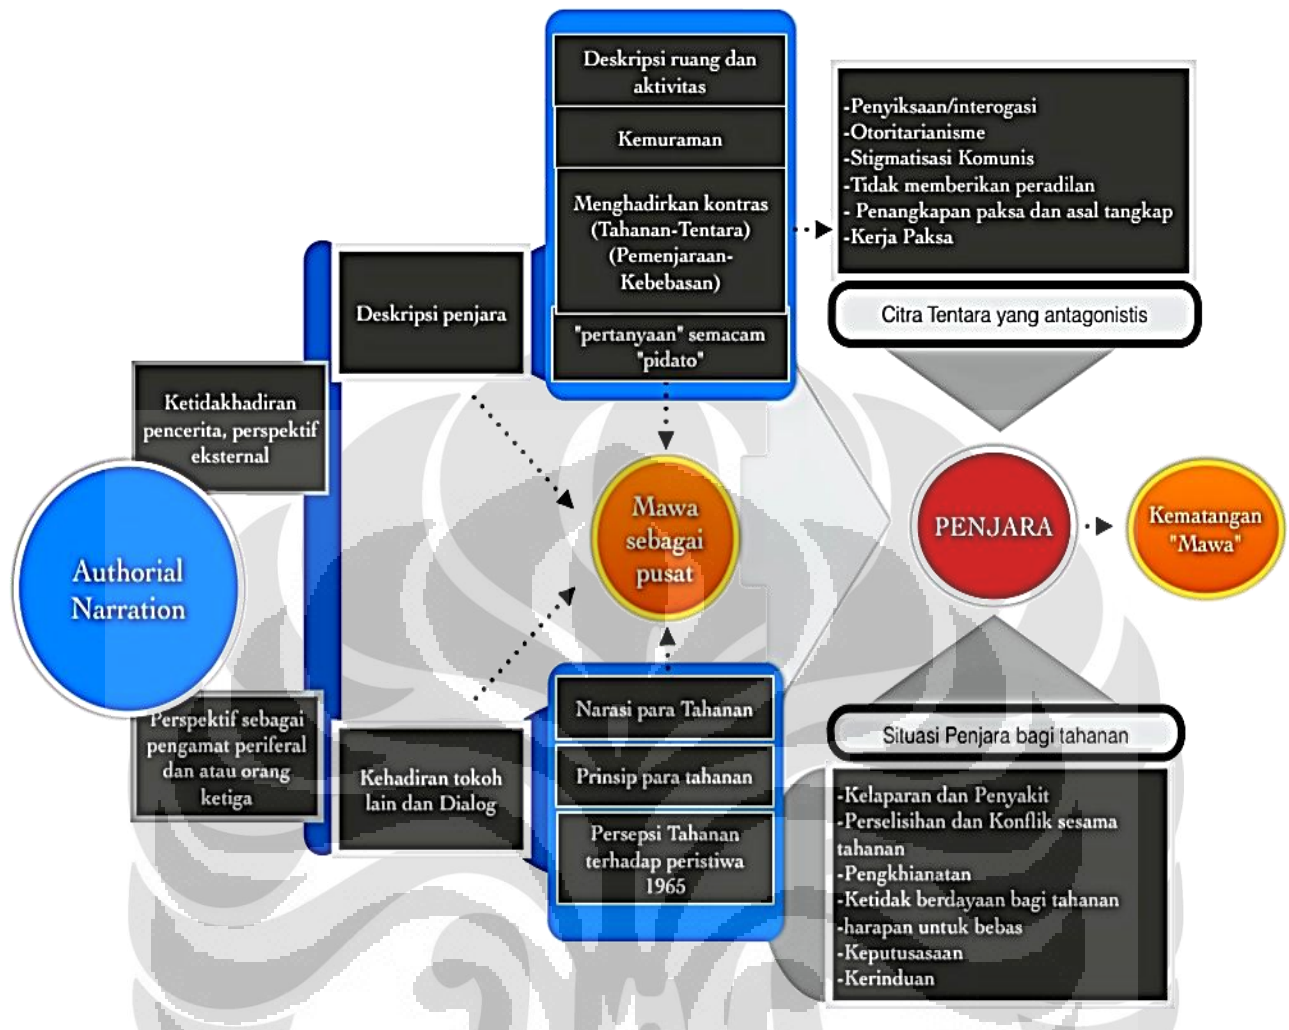 Deskripsi ruang dan
aktivitas
Kemuraman
Menghadirkan kontras
(Tahanan-Tentara)
(Pemenjaraan-
Kebebasan)
"pertanyaan" semacam
"pidato"
-Penyiksaan/interogasi
-Otoritarianisme
-Stigmatisasi Komunis
-Tidak memberikan peradilan
- Penangkapan paksa dan asal tangkap
-Kerja Paksa
Citra Tentara yang antagonistis
Deskripsi penjara
Ketidakhadiran
pencerita, perspektif
eksternal
Authorial
Narration
Mawa
sebagai
pusat
PENJARA
Kematangan
"Mawa"
Perspektif sebagai
pengamat periferal
dan atau orang
ketiga
Kehadiran tokoh
lain dan Dialog
Narasi para Tahanan
Prinsip para tahanan
Persepsi Tahanan
terhadap peristiwa
1965
Situasi Penjara bagi tahanan
-Kelaparan dan Penyakit
-Perselisihan dan Konflik sesama
tahanan
-Pengkhianatan
-Ketidak berdayaan bagi tahanan
-harapan untuk bebas
-Keputusasaan
-Kerinduan